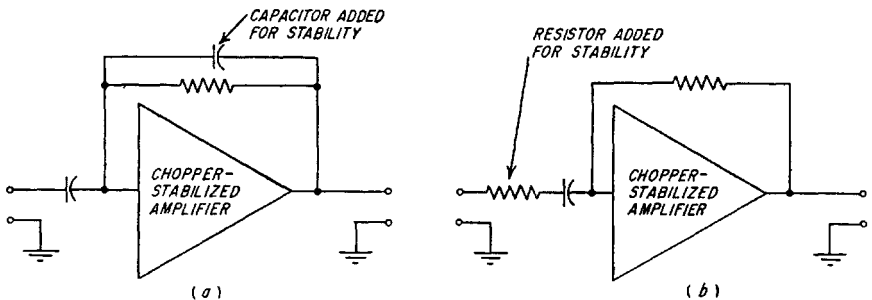 CAPACITOR ADDED
FOR STABILITY
CHOPPER-
STABILIZED
AMPLIFIER
(a)
RESISTOR ADDED
FOR STABILITY
CHOPPER-
STABILIZED
AMPLIFIER
(b)